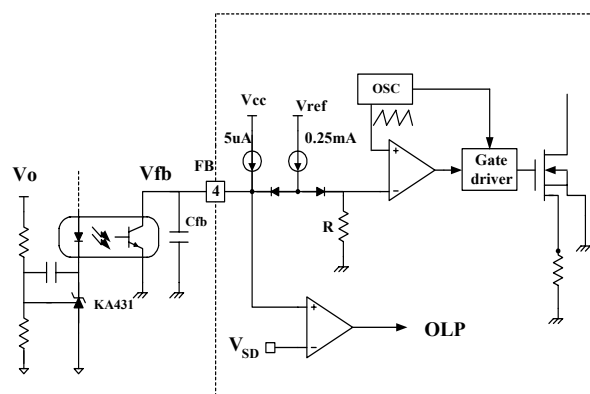 OSC
Vcc
Vref
5uA
0.25mA
Vo
Vfb
FB
4
+
−
Gate
driver
Cfb
R
KA431
+
−
VSD
OLP